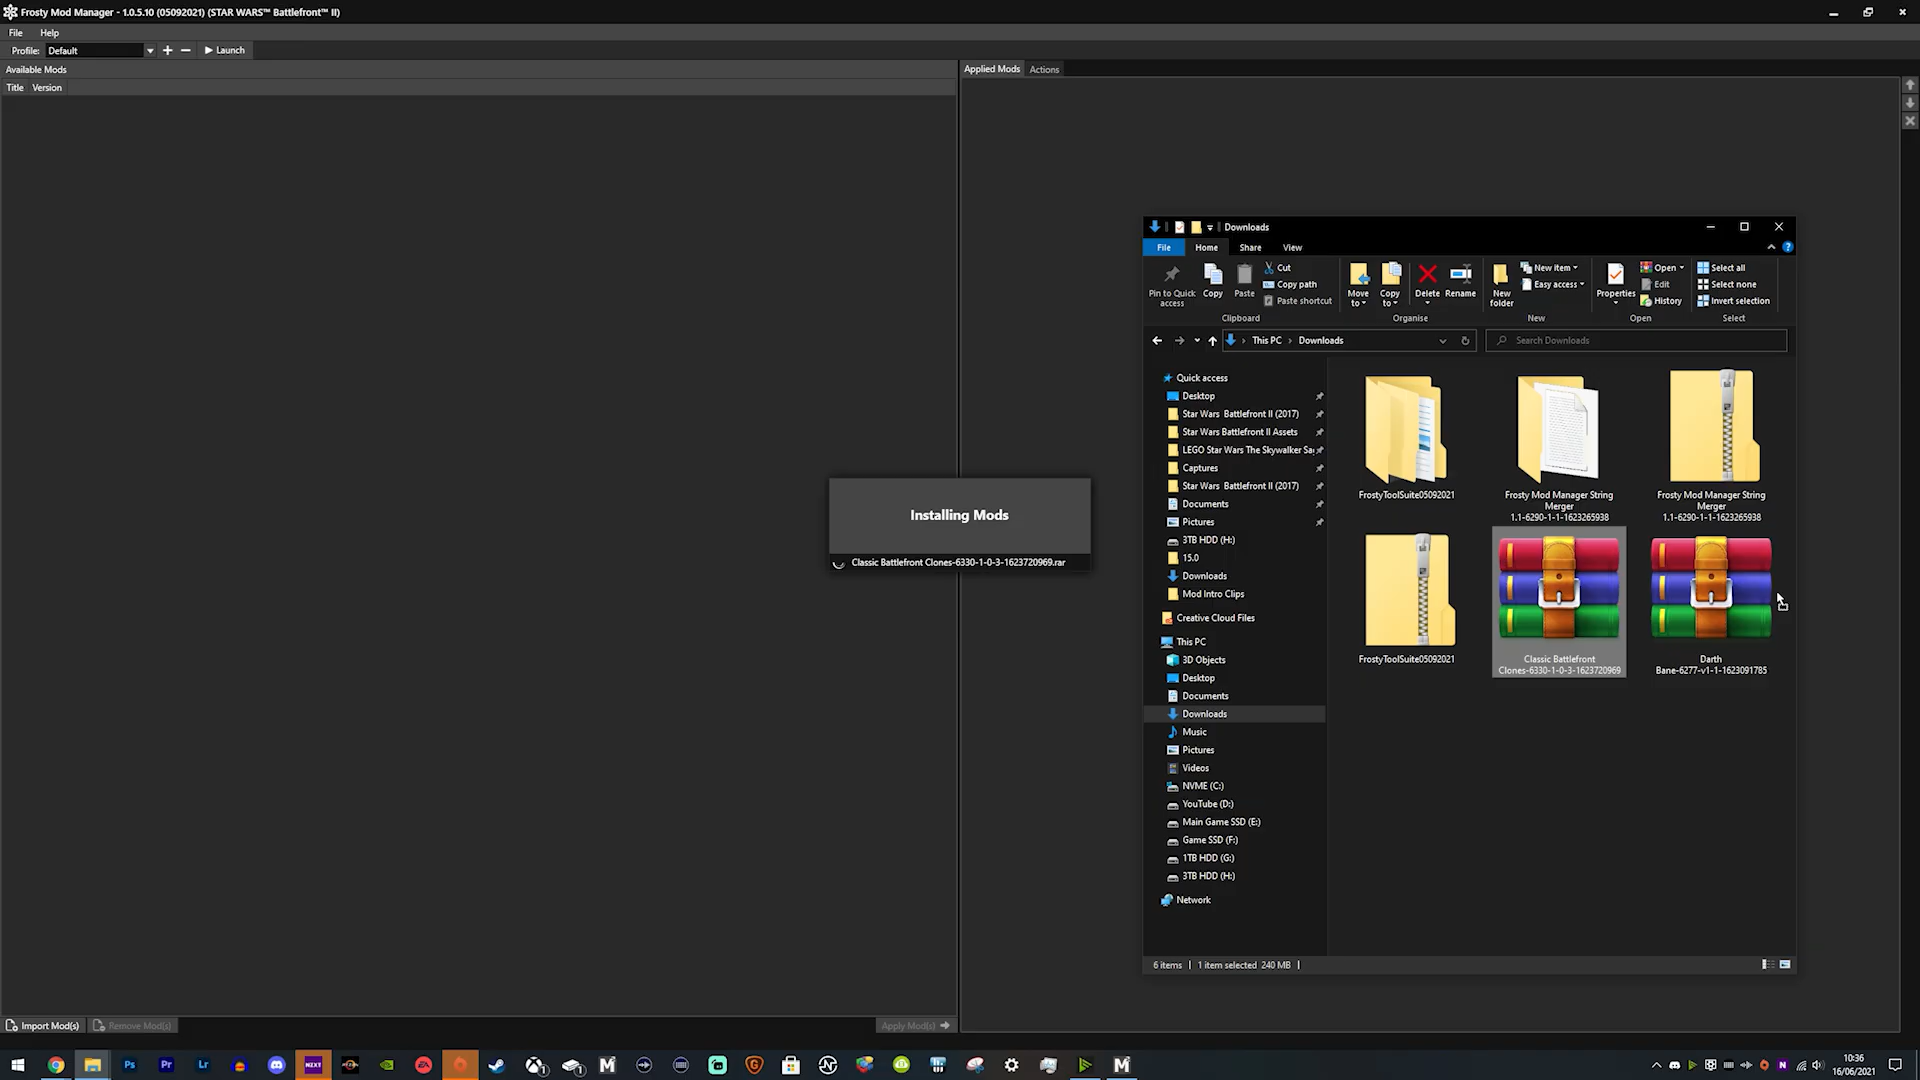 Frosty Mod Manager - 1.0.5.10 (05092021) (STAR WARS™ Battlefront™ II)
File Help
Profile: Default Launch
Available Mods
Title Version
Applied Mods Actions
Downloads
File Home Share View
Pin to Quick access
Copy
Paste
Cut
Copy path
Paste shortcut
Clipboard
Move to
Copy to
Delete
Rename
Organise
New folder
New item
Easy access
New
Properties
Open
Edit
History
Open
Select all
Select none
Invert selection
Select
This PC › Downloads
Search Downloads
Quick access
Desktop
Star Wars Battlefront II (2017)
Star Wars Battlefront II Assets
LEGO Star Wars The Skywalker Sa
Captures
Star Wars Battlefront II (2017)
Documents
Pictures
3TB HDD (H:)
15.0
Downloads
Mod Intro Clips
Creative Cloud Files
This PC
3D Objects
Desktop
Documents
Downloads
Music
Pictures
Videos
NVME (C:)
YouTube (D:)
Main Game SSD (E:)
Game SSD (F:)
1TB HDD (G:)
3TB HDD (H:)
Network
FrostyToolSuite05092021
Frosty Mod Manager String
Merger
1.1-6290-1-1-1623265938
Frosty Mod Manager String
Merger
1.1-6290-1-1-1623265938
FrostyToolSuite05092021
Classic Battlefront
Clones-6330-1-0-3-1623720969
Darth
Bane-6277-v1-1-1623091785
6 items 1 item selected 240 MB
Installing Mods
Classic Battlefront Clones-6330-1-0-3-1623720969.rar
Import Mod(s) Remove Mod(s) Apply Mod(s)
Ps Pr Lr NEXT
10:36
16/06/2021